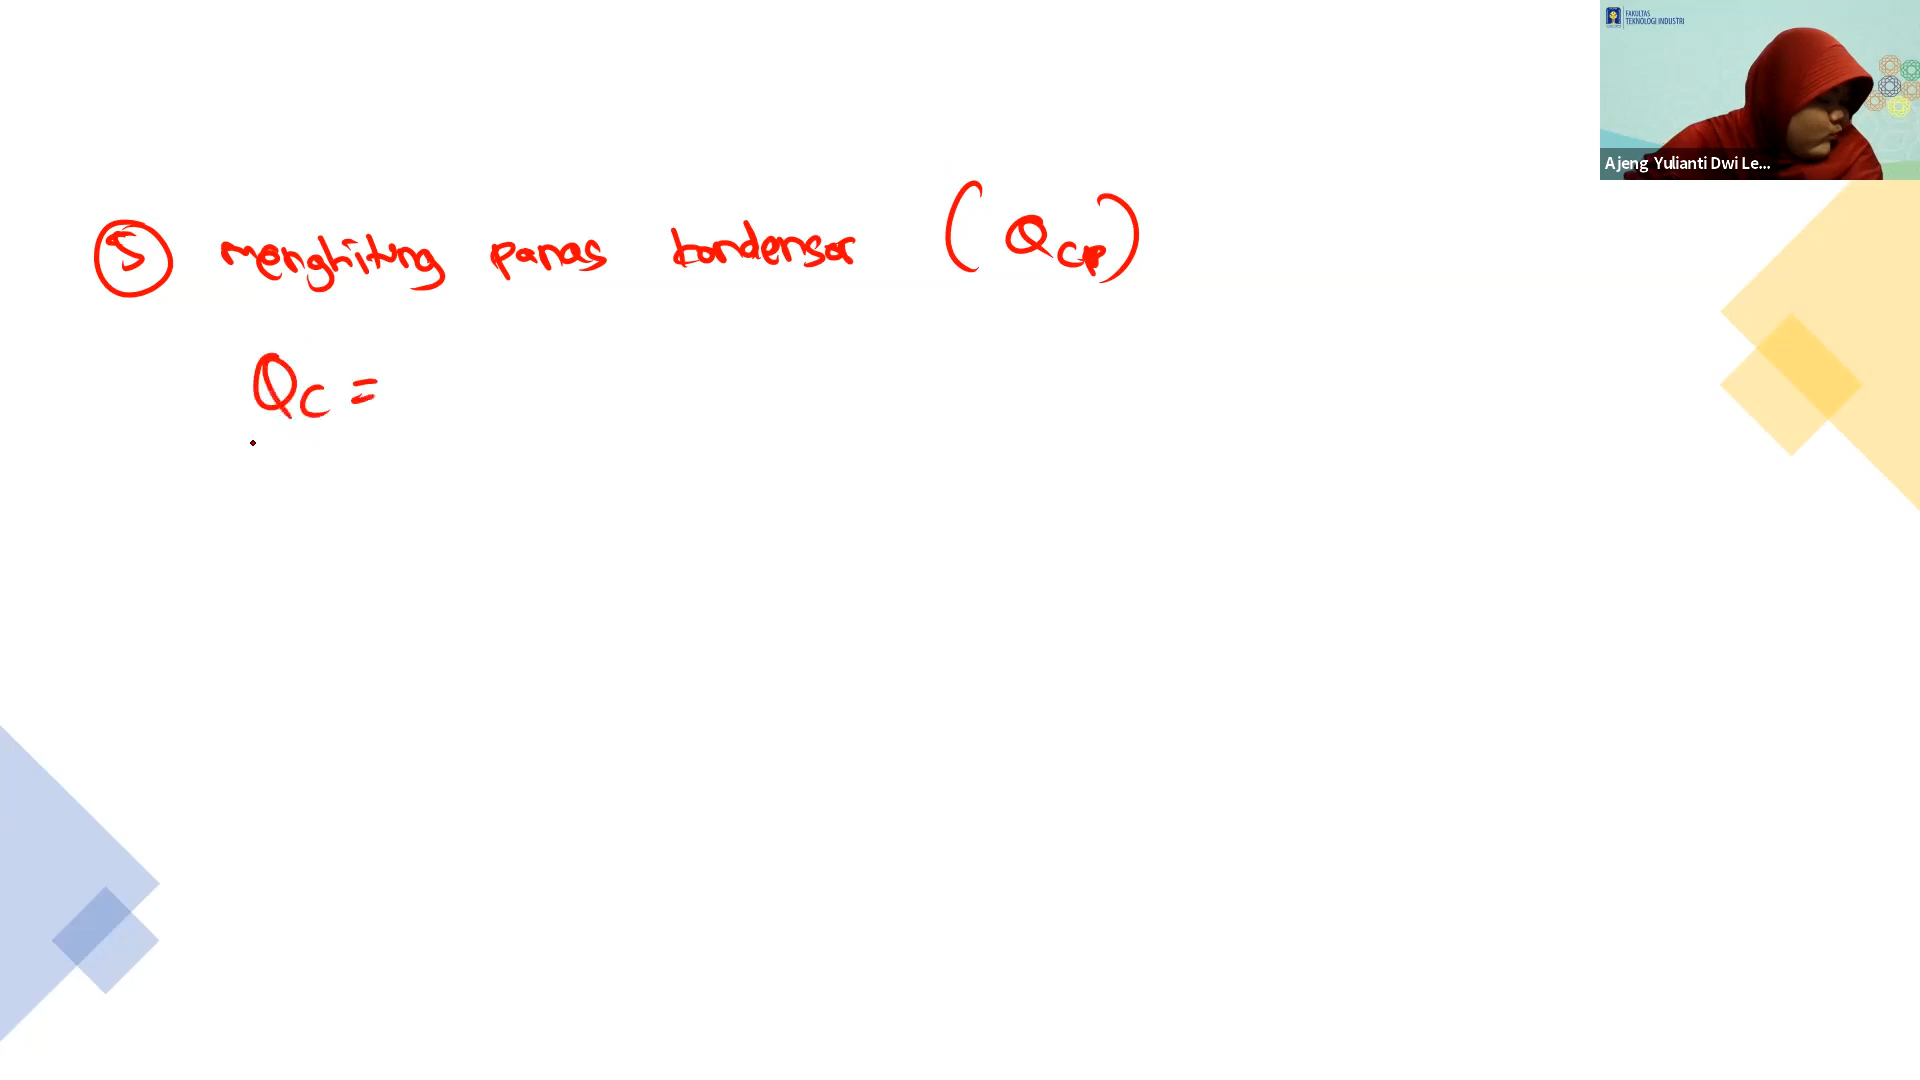 FAKULTAS
TEKNOLOGI INDUSTRI
Ajeng Yulianti Dwi Le...
5 menghitung panas kondensor (Qcp)
Qc =